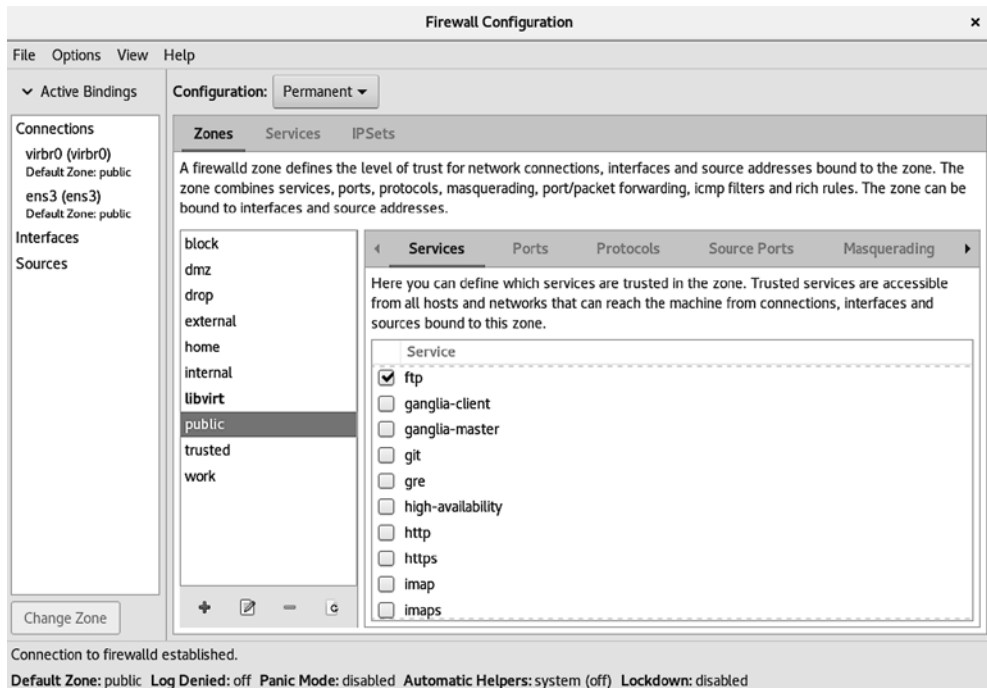 Firewall Configuration
File Options View Help
Active Bindings
Configuration: Permanent
Connections
virbr0 (virbr0)
Default Zone: public
ens3 (ens3)
Default Zone: public
Interfaces
Sources
Change Zone
Zones Services IPSets
A firewalld zone defines the level of trust for network connections, interfaces and source addresses bound to the zone. The
zone combines services, ports, protocols, masquerading, port/packet forwarding, icmp filters and rich rules. The zone can be
bound to interfaces and source addresses.
block
dmz
drop
external
home
internal
libvirt
public
trusted
work
Services Ports Protocols Source Ports Masquerading
Here you can define which services are trusted in the zone. Trusted services are accessible
from all hosts and networks that can reach the machine from connections, interfaces and
sources bound to this zone.
Service
ftp
ganglia-client
ganglia-master
git
gre
high-availability
http
https
imap
imaps
Connection to firewalld established.
Default Zone: public Log Denied: off Panic Mode: disabled Automatic Helpers: system (off) Lockdown: disabled